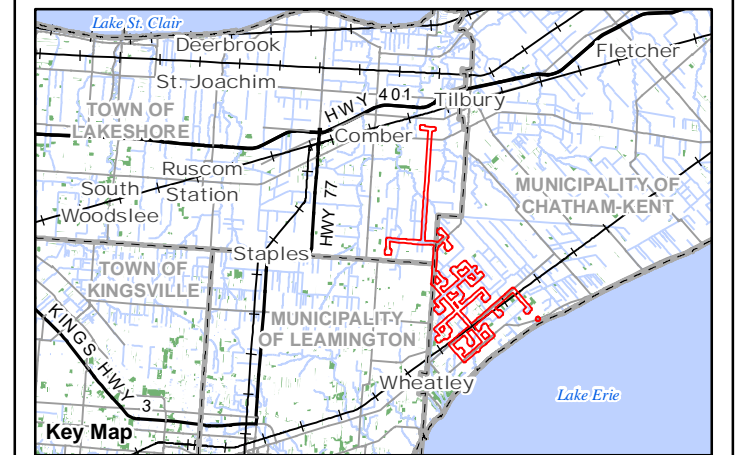 Lake St. Clair
Deerbrook
Fletcher
St. Joachim
HWY 401
Tilbury
TOWN OF
LAKESHORE
Comber
Ruscom
Station
HWY 77
MUNICIPALITY OF
CHATHAM-KENT
South
Woodslee
Staples
TOWN OF
KINGSVILLE
MUNICIPALITY
OF LEAMINGTON
KINGS HWY 3
Wheatley
Lake Erie
Key Map